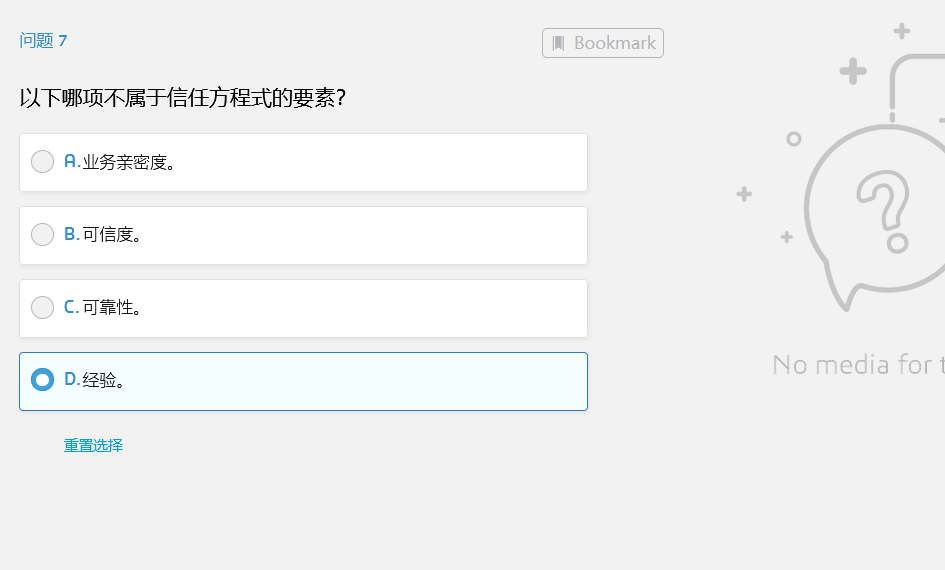 问题 7
Bookmark
以下哪项不属于信任方程式的要素?
A.业务亲密度。
B.可信度。
C.可靠性。
D.经验。
重置选择
No media for t